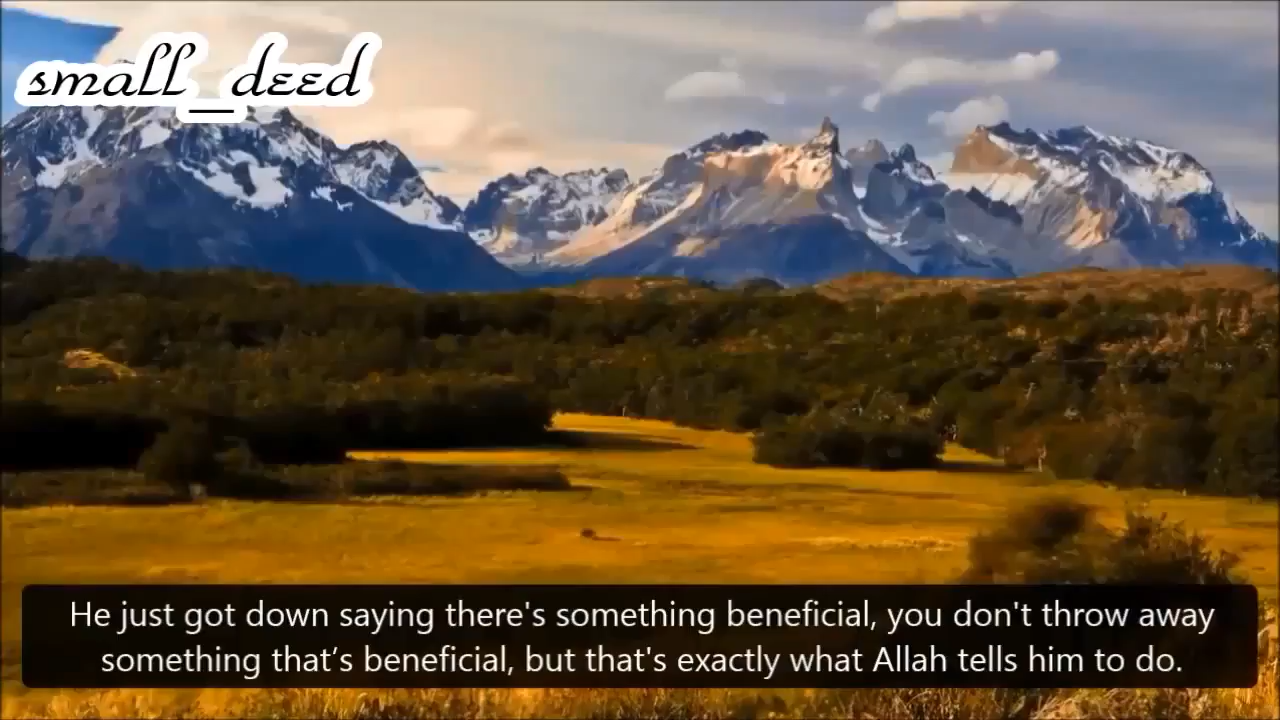 small_deed
He just got down saying there's something beneficial, you don't throw away
something that’s beneficial, but that's exactly what Allah tells him to do.